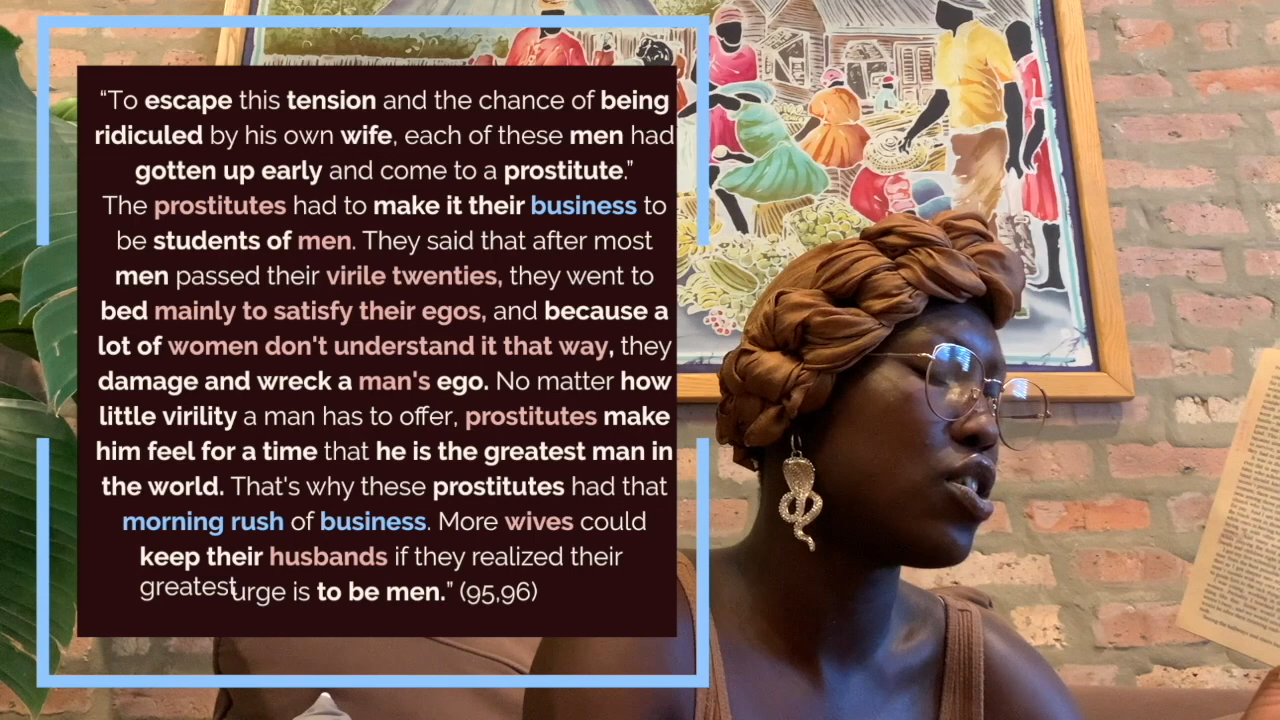 “To escape this tension and the chance of being
ridiculed by his own wife, each of these men had
gotten up early and come to a prostitute.”
The prostitutes had to make it their business to
be students of men. They said that after most
men passed their virile twenties, they went to
bed mainly to satisfy their egos, and because a
lot of women don't understand it that way, they
damage and wreck a man's ego. No matter how
little virility a man has to offer, prostitutes make
him feel for a time that he is the greatest man in
the world. That's why these prostitutes had that
morning rush of business. More wives could
keep their husbands if they realized their
greatest urge is to be men.” (95,96)